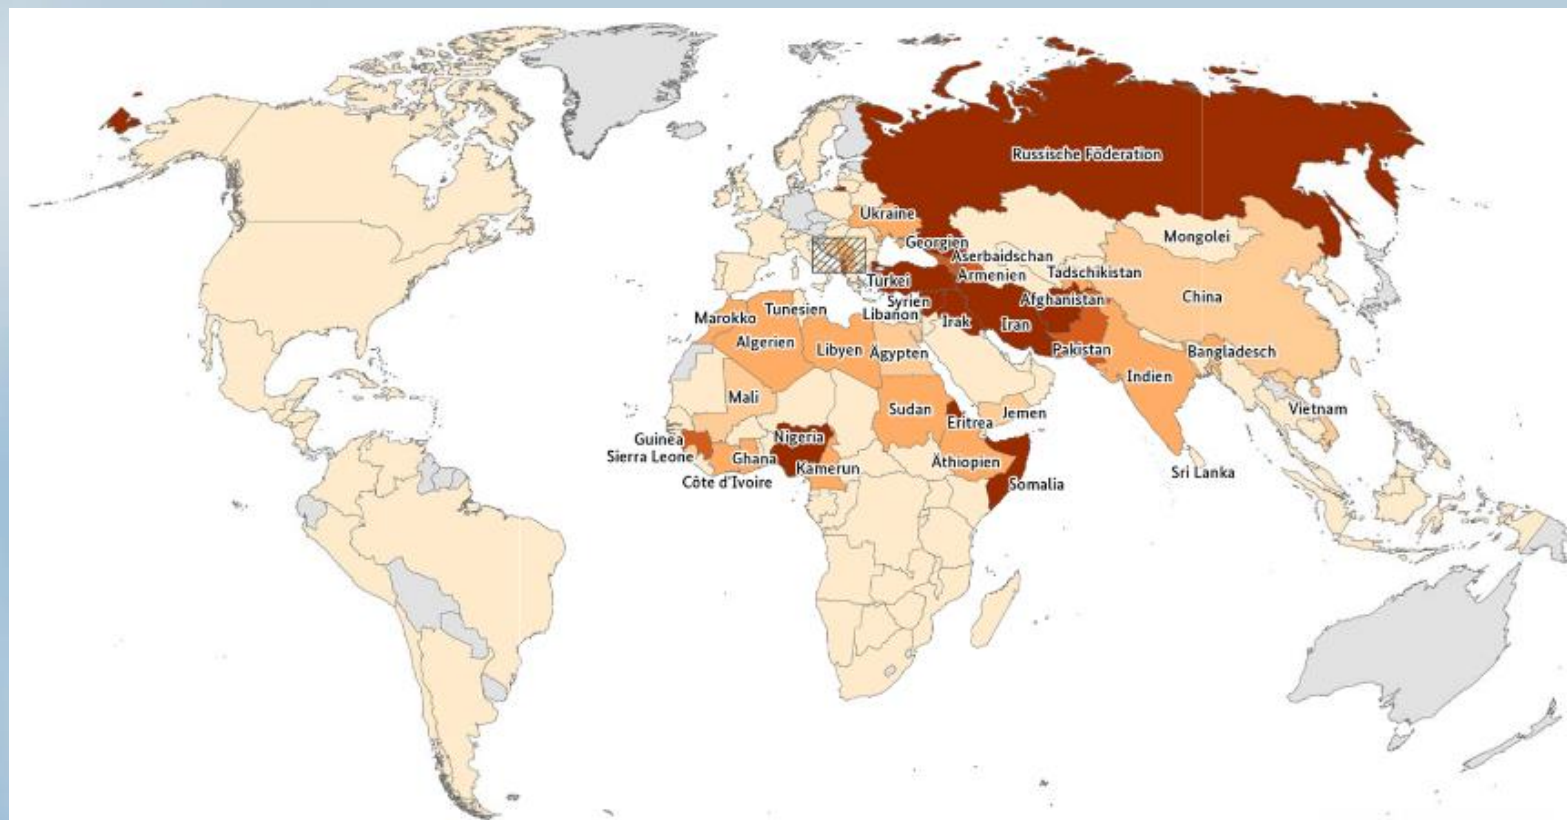 Russische Föderation
Ukraine
Mongolei
Georgien
Aserbaidschan
Armenien
Tadschikistan
Türkei
China
Syrien
Afghanistan
Marokko
Tunesien
Libanon
Irak
Iran
Algerien
Libyen
Ägypten
Pakistan
Bangladesch
Indien
Mali
Sudan
Jemen
Vietnam
Eritrea
Guinea
Nigeria
Sierra Leone
Ghana
Kamerun
Äthiopien
Sri Lanka
Côte d'Ivoire
Somalia